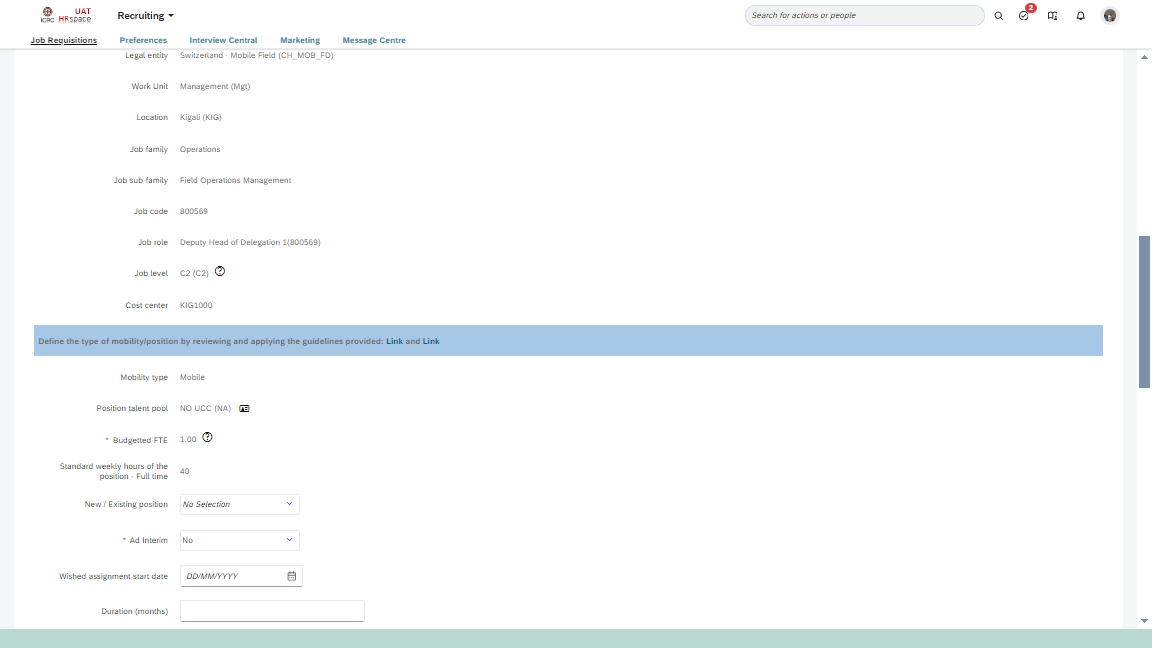 ICRC UAT HRspace
Recruiting
Search for actions or people
2
Job Requisitions Preferences Interview Central Marketing Message Centre
Legal entity Switzerland - Mobile Field (CH_MOB_FD)
Work Unit Management (Mgt)
Location Kigali (KIG)
Job family Operations
Job sub-family Field Operations Management
Job code 800569
Job role Deputy Head of Delegation 1(800569)
Job level C2 (C2)
Cost center KIG1000
Define the type of mobility/position by reviewing and applying the guidelines provided: Link and Link
Mobility type Mobile
Position talent pool NO UCC (NA)
* Budgetted FTE 1.00
Standard weekly hours of the
position - Full time 40
New / Existing position No Selection
* Ad Interim No
Wished assignment start date DD/MM/YYYY
Duration (months)